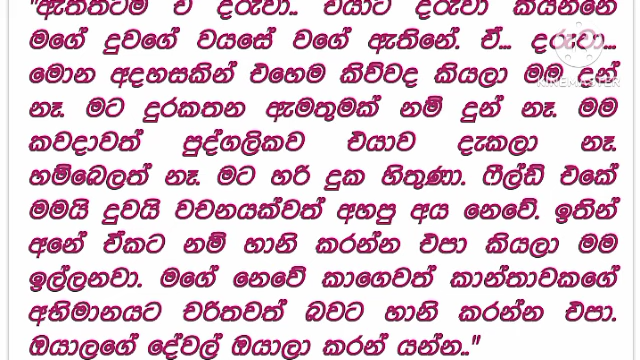 "ඇත්තටම ඒ දරුවා.. එයාට දරුවා කියන්නේ
මගේ දුවගේ වයසේ වගේ ඇතිනේ. ඒ... දරුවා...
මොන අදහසකින් එහෙම කිව්වද කියලා මම දන් 
නෑ. මට දුරකතන ඇමතුමක් නම් දුන් නෑ. මම
කවදාවත් පුද්ගලිකව එයාව දැකලා නෑ.
හම්බෙලත් නෑ. මට හරි දුක හිතුණා. ෆීල්ඩ් එකේ
මමයි දුවයි වචනයක්වත් අහපු අය නෙවේ. ඉතින්
අනේ ඒකට නම් හානි කරන්න එපා කියලා මම
ඉල්ලනවා. මගේ නෙවේ කාගෙවත් කාන්තාවකගේ
අභිමානයට චරිතවත් බවට හානි කරන්න එපා.
ඔයාලගේ දේවල් ඔයාලා කරන් යන්න.."
KINEMASTER